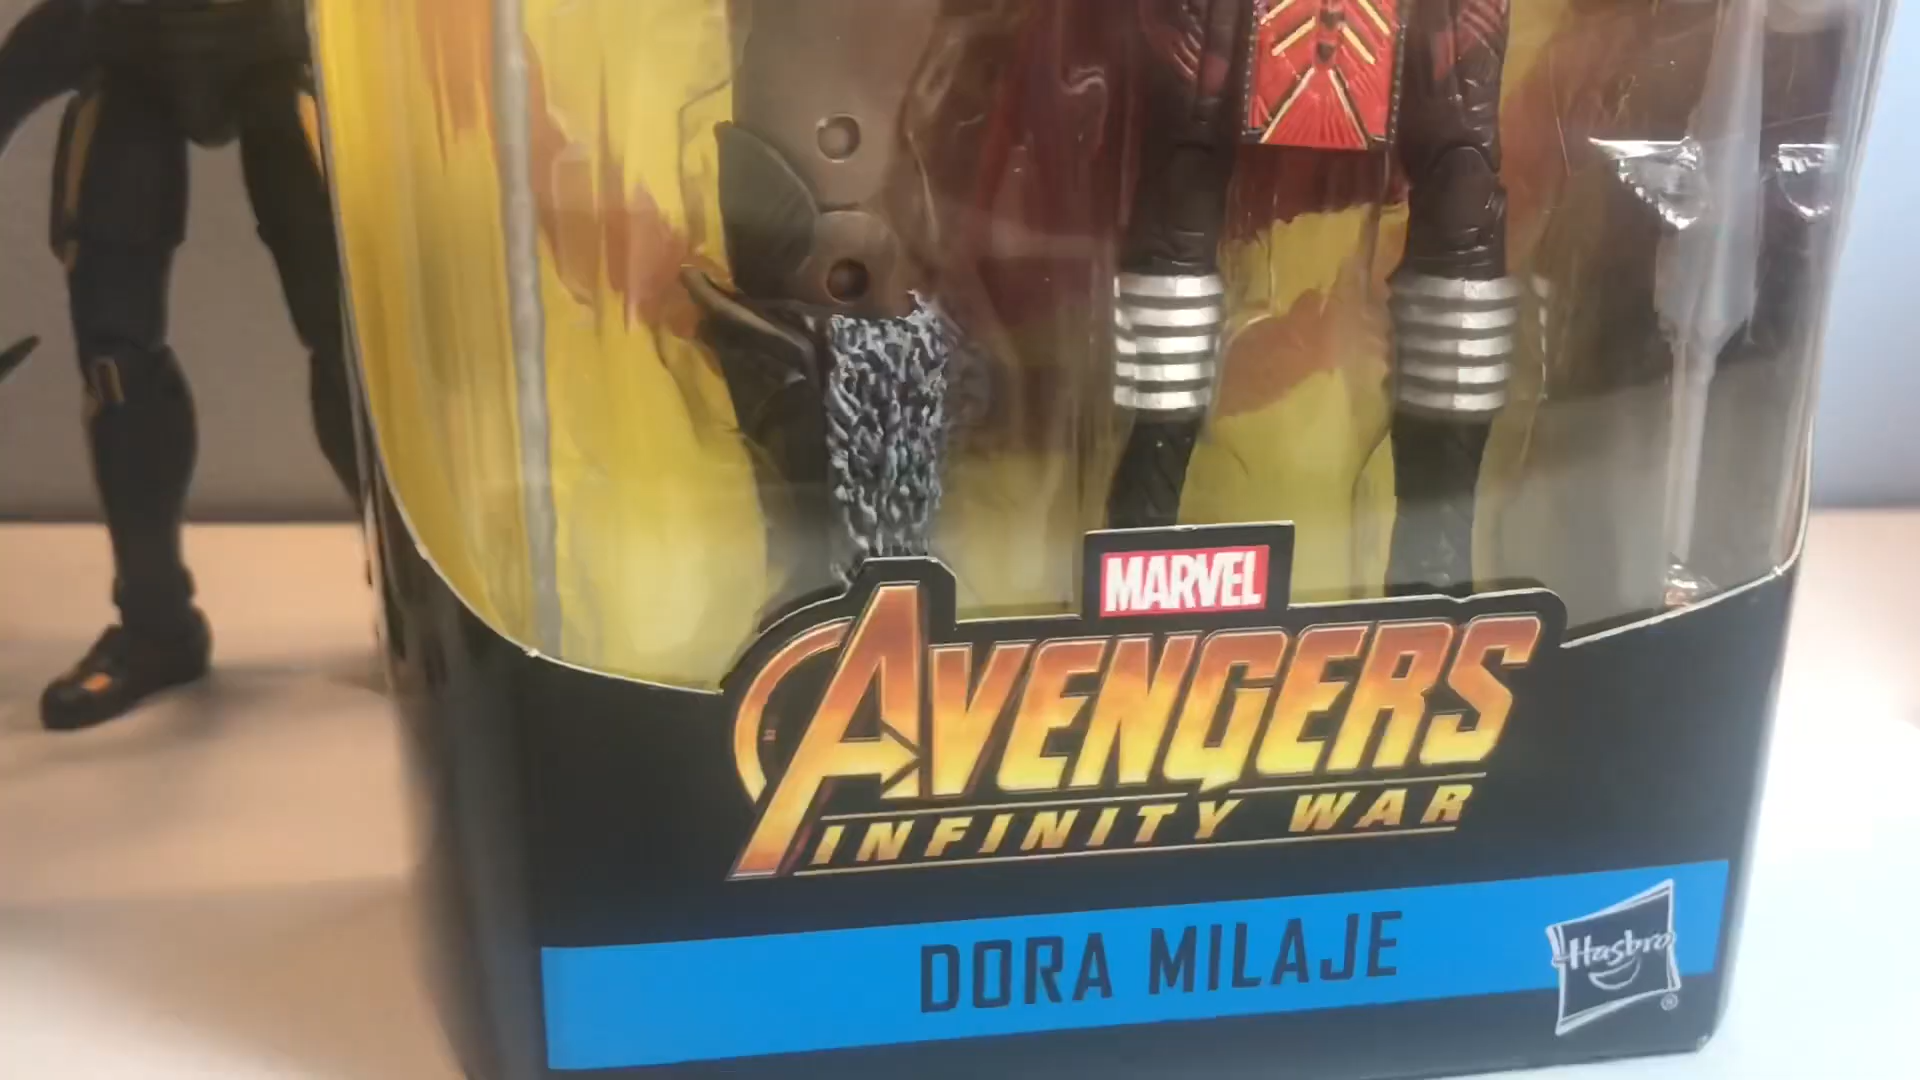 MARVEL
AVENGERS
INFINITY WAR
DORA MILAJE
Hasbro
®